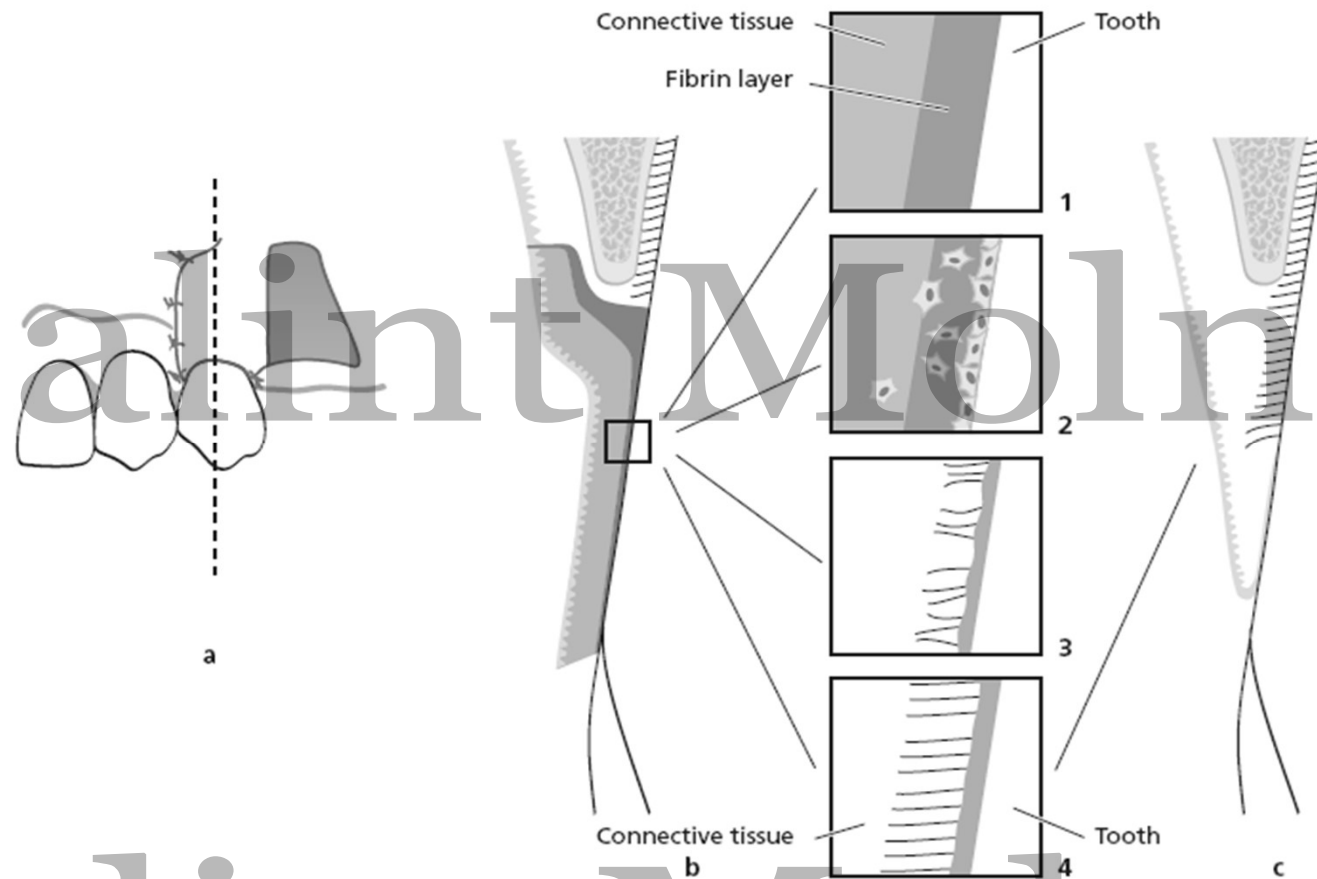 Connective tissue
Tooth
Fibrin layer
1
alint Moln
2
3
a
Connective tissue
Tooth
b
4
c